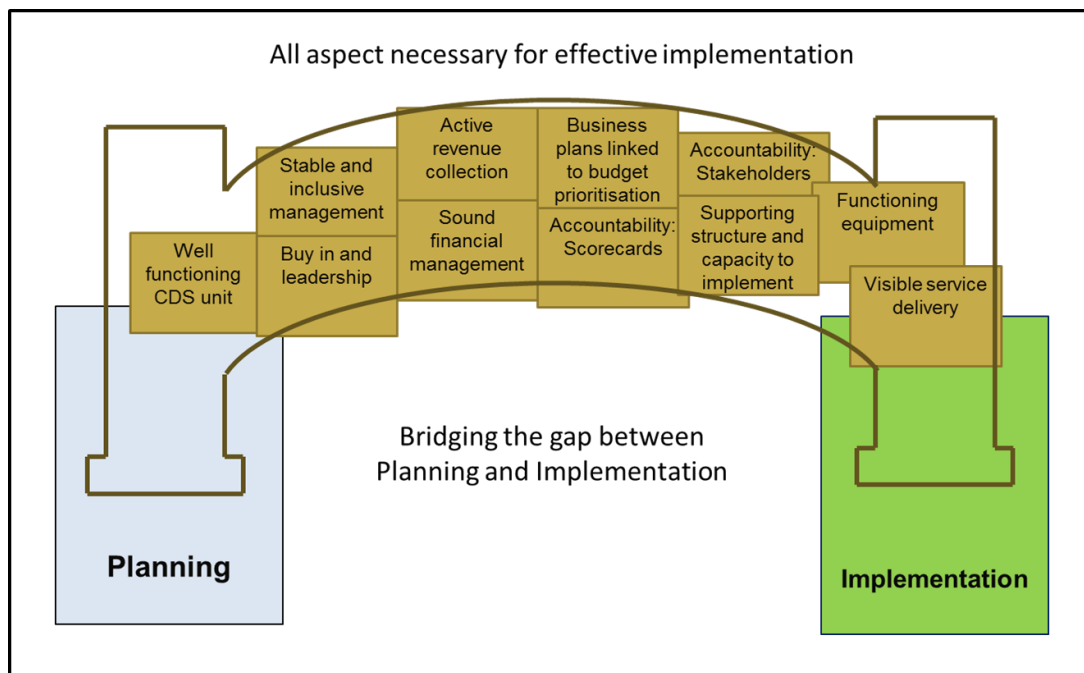 All aspect necessary for effective implementation
Well
functioning
CDS unit
Stable and
inclusive
management
Buy in and
leadership
Active
revenue
collection
Sound
financial
management
Business
plans linked
to budget
prioritisation
Accountability:
Scorecards
Accountability:
Stakeholders
Supporting
structure and
capacity to
implement
Functioning
equipment
Visible service
delivery
Bridging the gap between
Planning and Implementation
Planning
Implementation